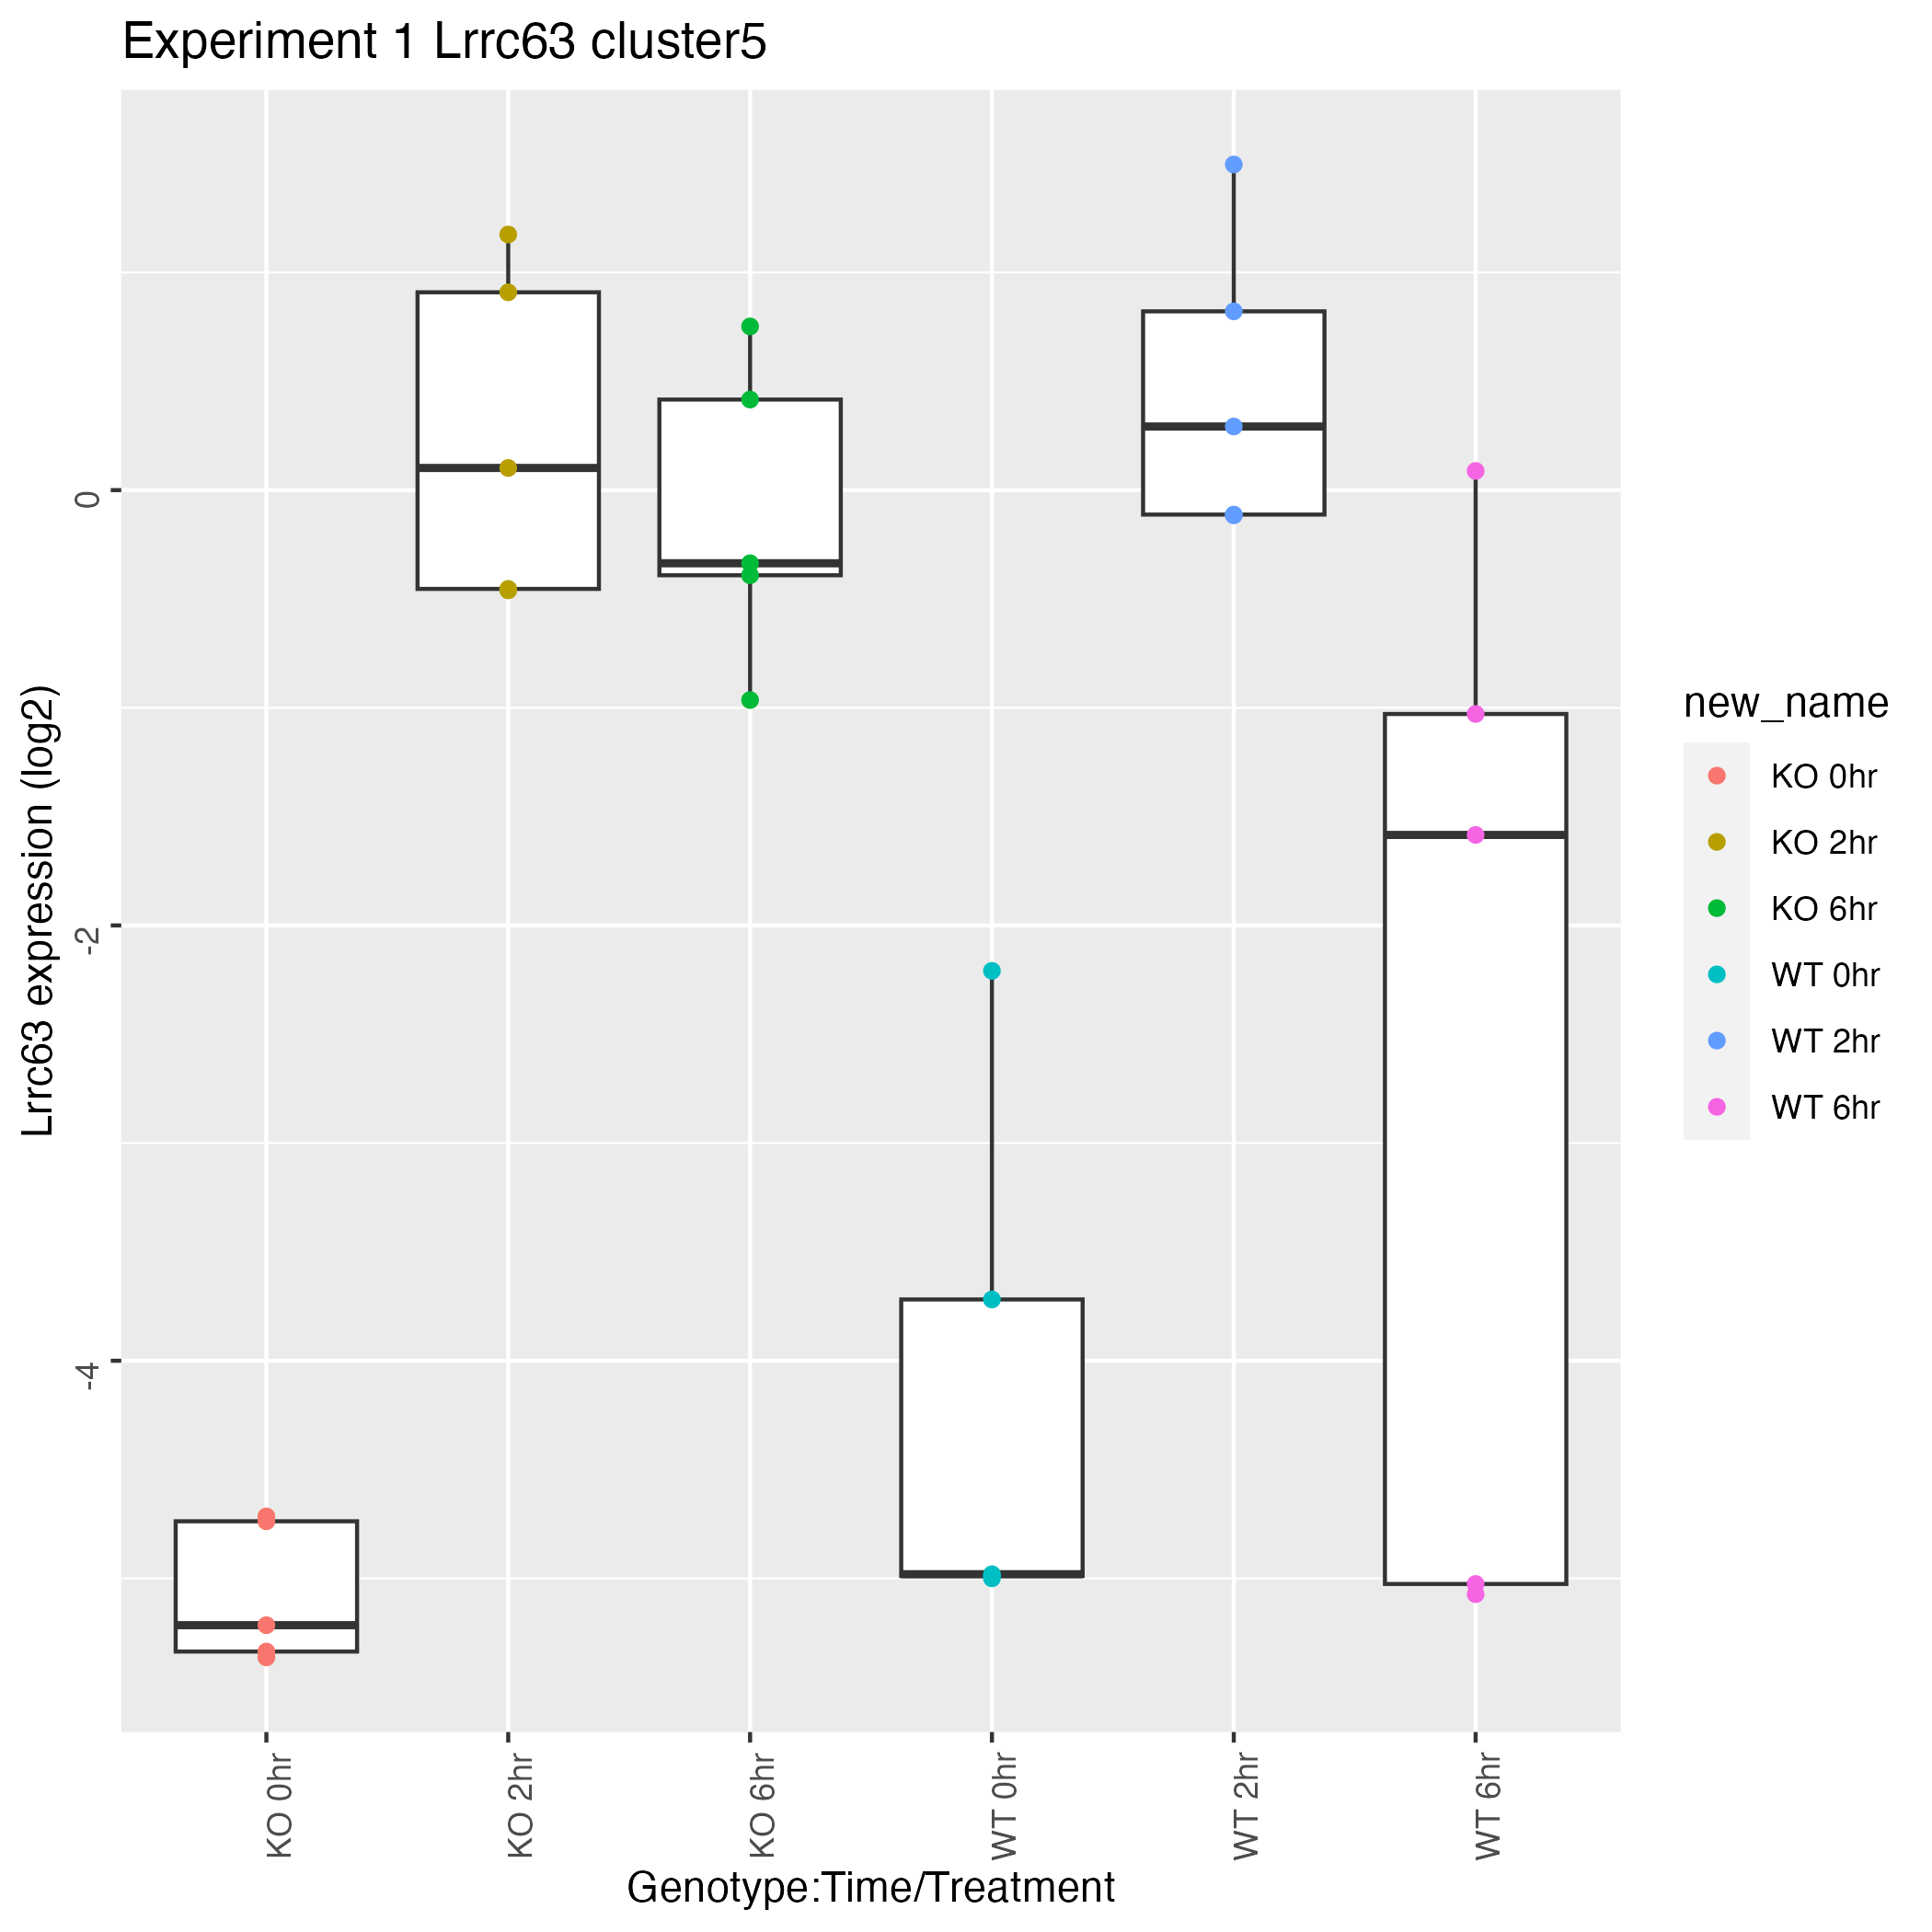 Experiment 1 Lrrc63 cluster5
Lrrc63 expression (log2)
0
-2
-4
KO 0hr
KO 2hr
KO 6hr
WT 0hr
WT 2hr
WT 6hr
Genotype:Time/Treatment
new_name
KO 0hr
KO 2hr
KO 6hr
WT 0hr
WT 2hr
WT 6hr